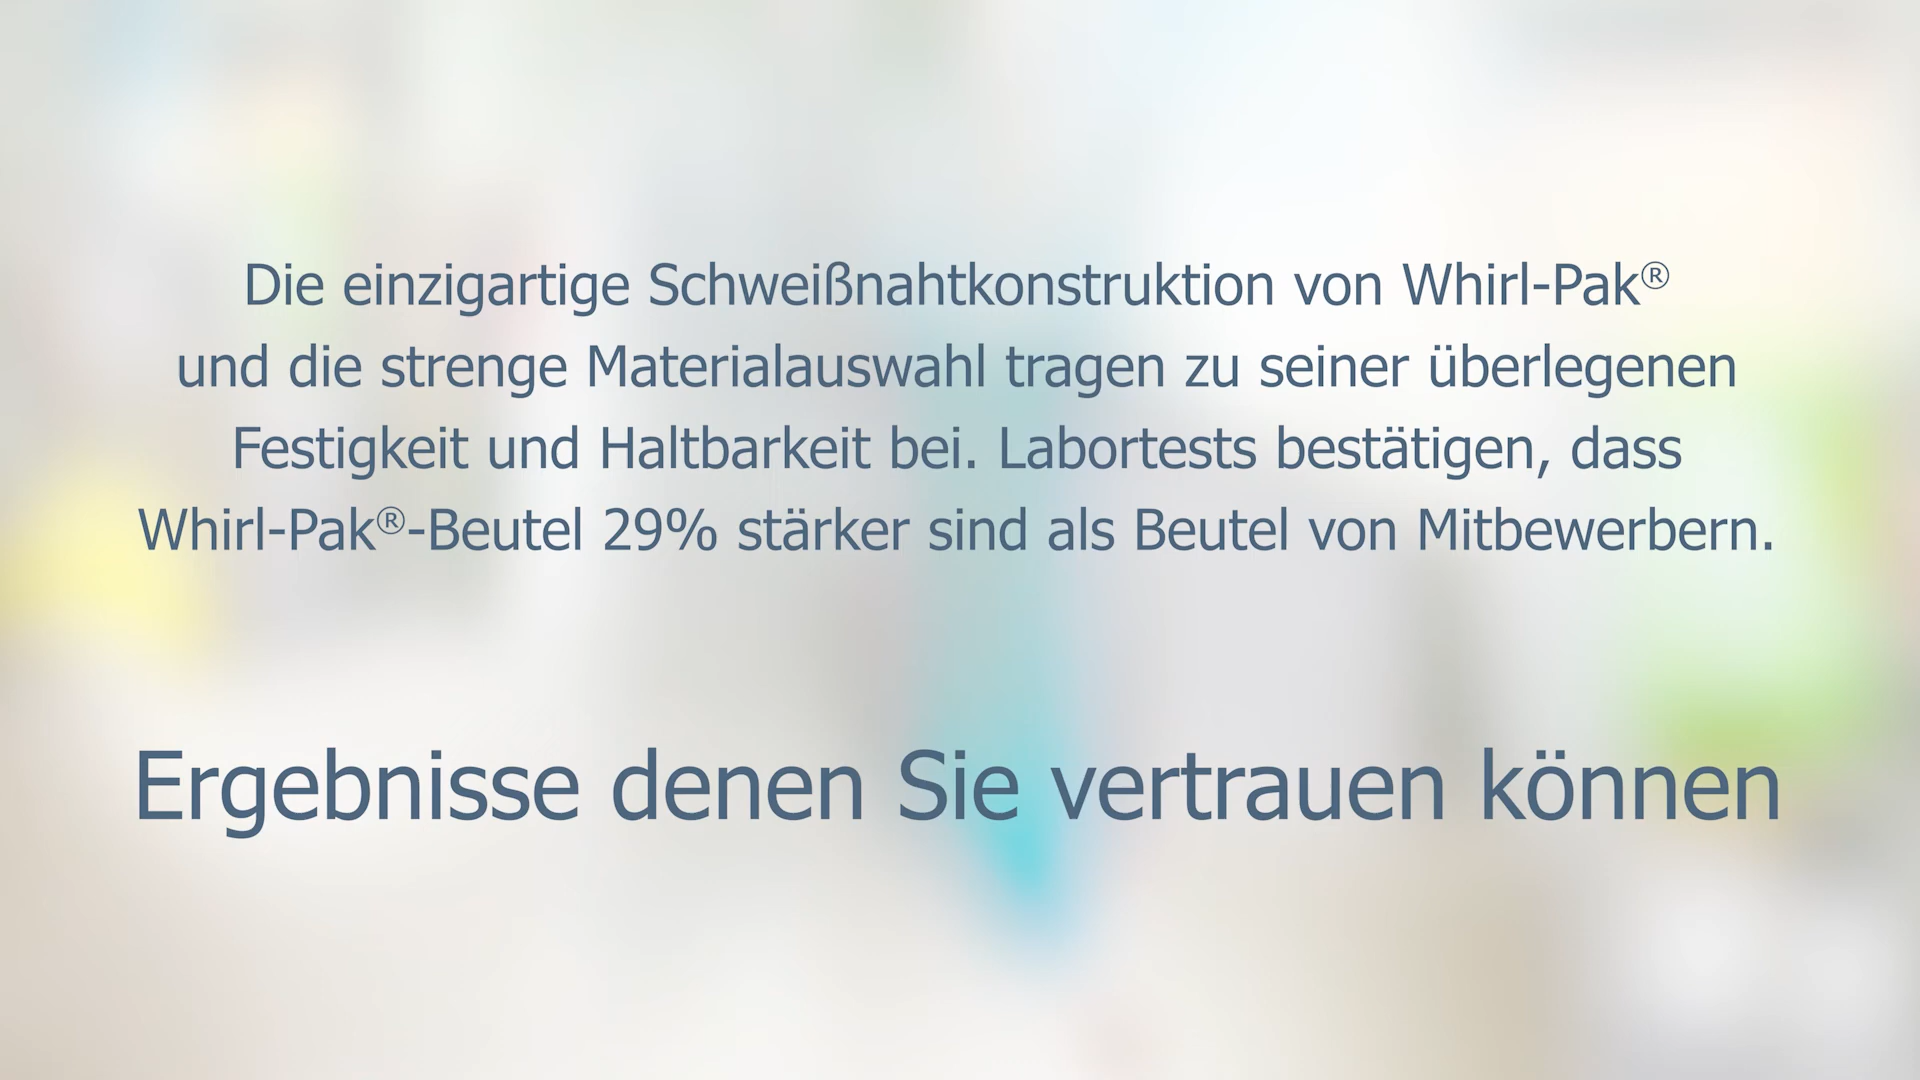 Die einzigartige Schweißnahtkonstruktion von Whirl-Pak®
und die strenge Materialauswahl tragen zu seiner überlegenen
Festigkeit und Haltbarkeit bei. Labortests bestätigen, dass
Whirl-Pak®-Beutel 29% stärker sind als Beutel von Mitbewerbern.
Ergebnisse denen Sie vertrauen können